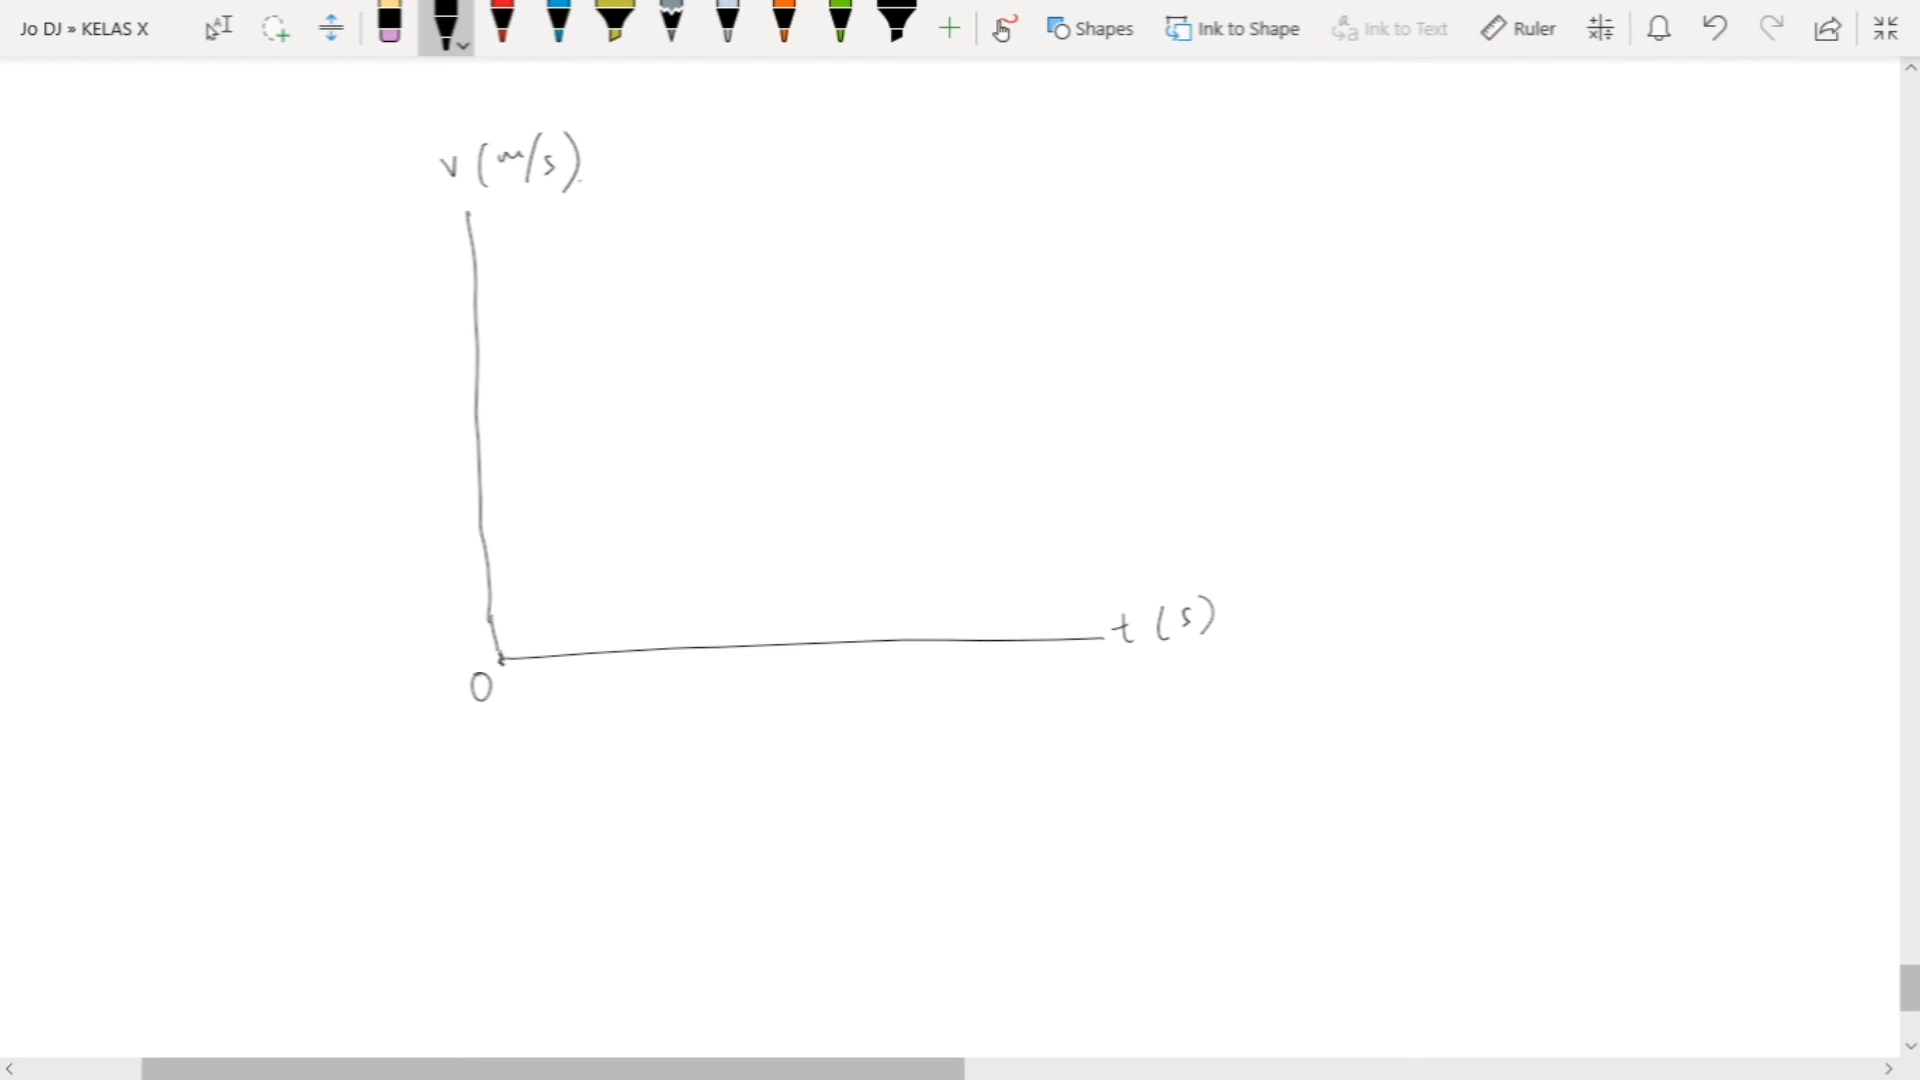 Jo DJ » KELAS X Shapes Ink to Shape Ink to Text Ruler
v (m/s)
t (s)
0